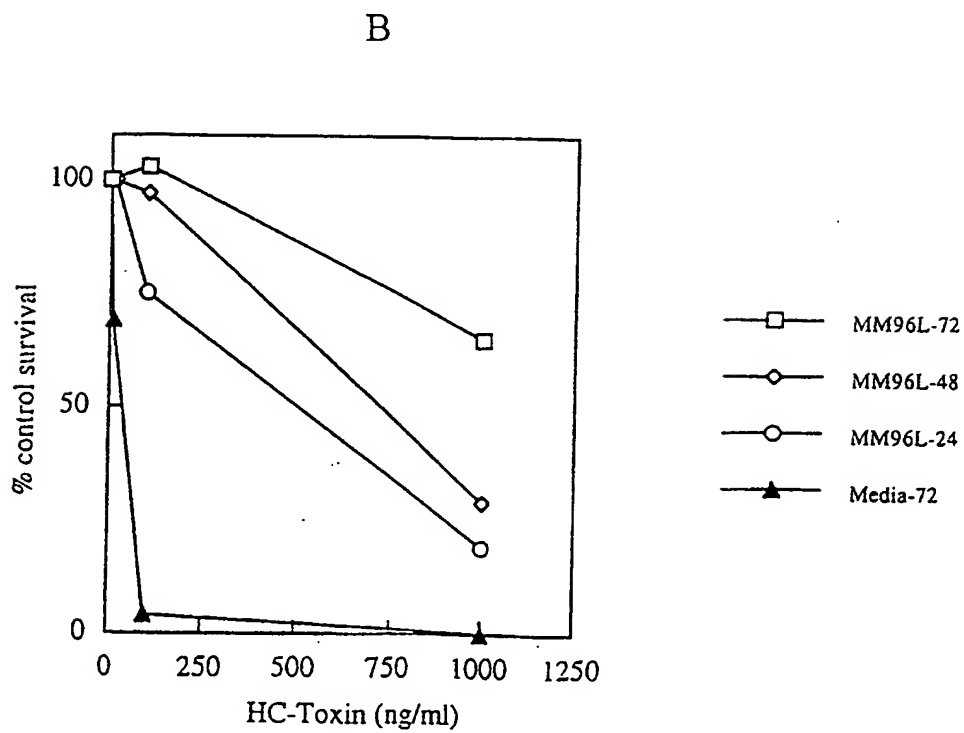 B
100
50
0
% control survival
0 250 500 750 1000 1250
HC-Toxin (ng/ml)
MM96L-72
MM96L-48
MM96L-24
Media-72